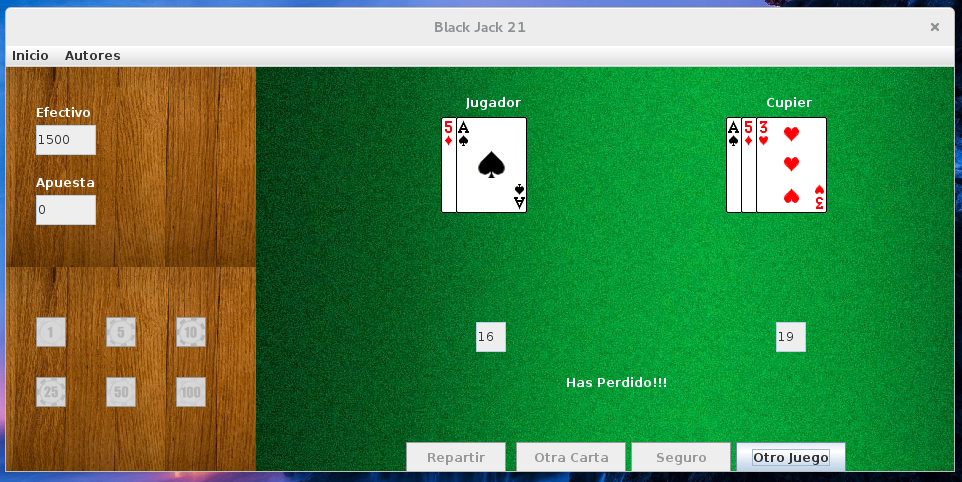 Black Jack 21
×
Inicio Autores
Efectivo
1500
Apuesta
0
1 5 10
25 50 100
Jugador
5 A
A
Cupier
A 5 3
3
16
19
Has Perdido!!!
Repartir Otra Carta Seguro Otro Juego